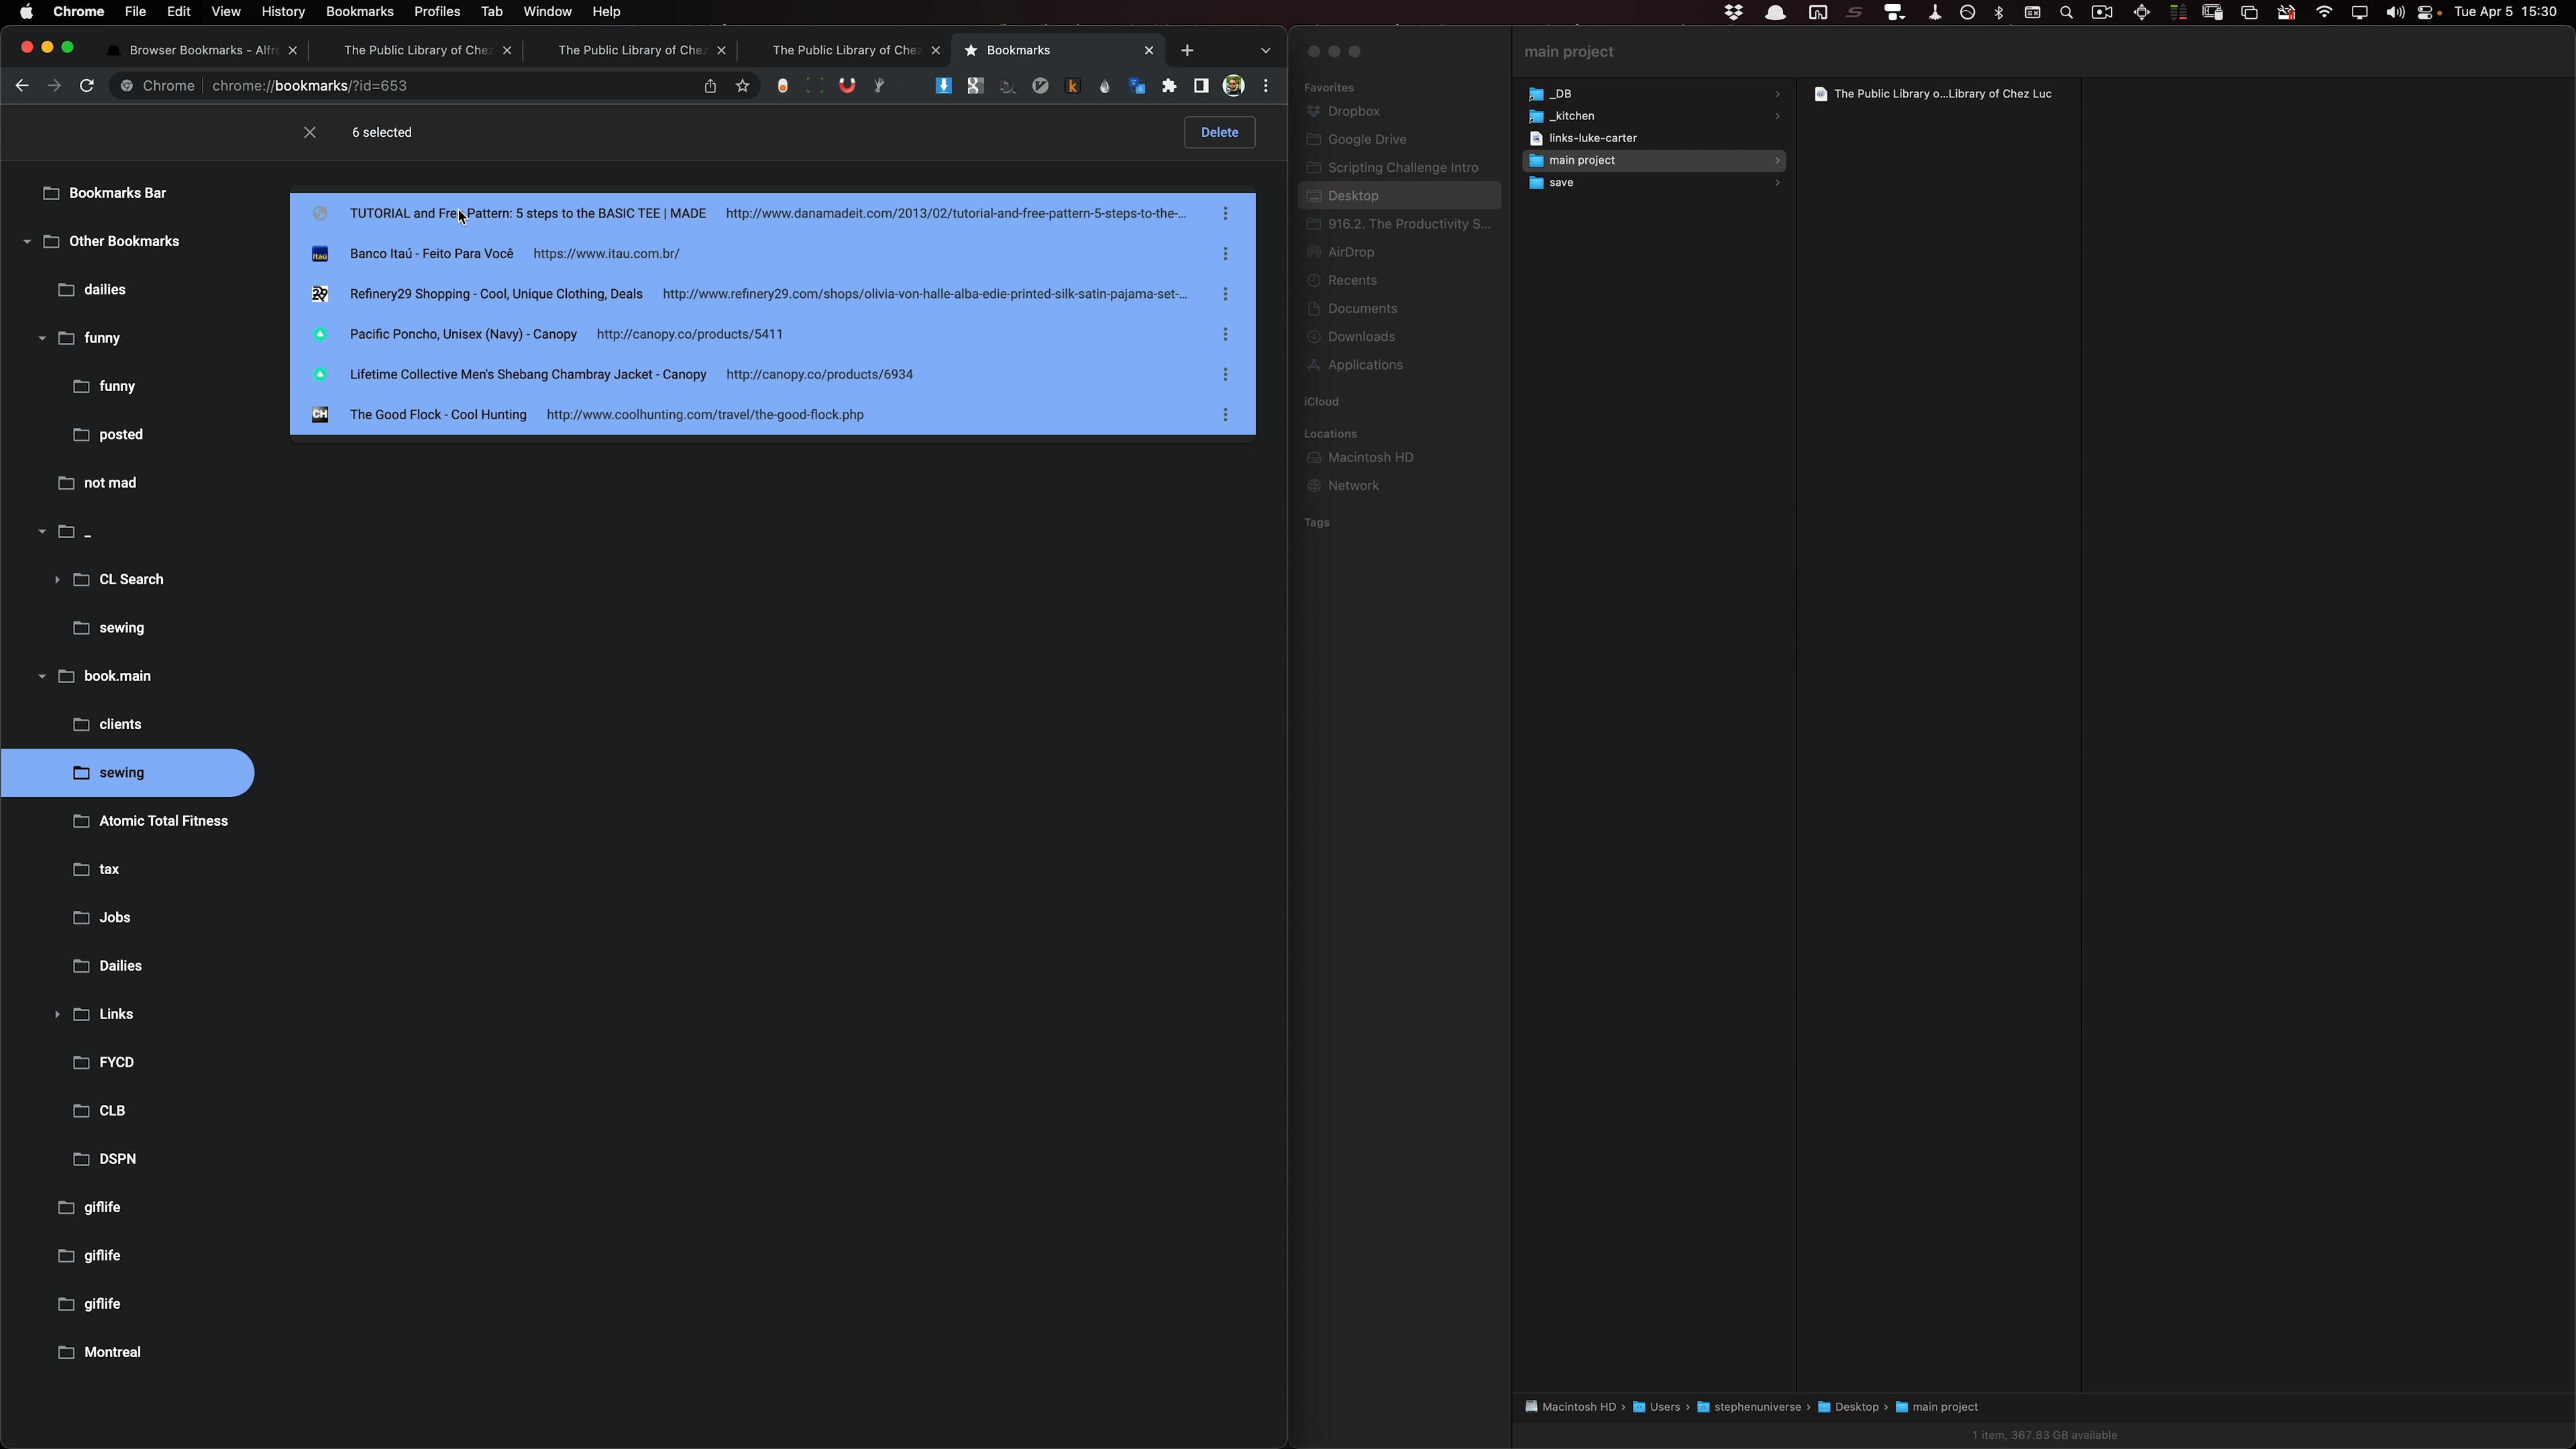 Chrome File Edit View History Bookmarks Profiles Tab Window Help
Tue Apr 5 15:30
Browser Bookmarks - Alfr
The Public Library of Chez
The Public Library of Chez
The Public Library of Chez
Bookmarks
Chrome chrome://bookmarks/?id=653
6 selected
Delete
Bookmarks Bar
Other Bookmarks
dailies
funny
funny
posted
not mad
_
CL Search
sewing
book.main
clients
sewing
Atomic Total Fitness
tax
Jobs
Dailies
Links
FYCD
CLB
DSPN
giflife
giflife
giflife
Montreal
TUTORIAL and Free Pattern: 5 steps to the BASIC TEE | MADE http://www.danamadeit.com/2013/02/tutorial-and-free-pattern-5-steps-to-the-...
Banco Itaú - Feito Para Você https://www.itau.com.br/
Refinery29 Shopping - Cool, Unique Clothing, Deals http://www.refinery29.com/shops/olivia-von-halle-alba-edie-printed-silk-satin-pajama-set-...
Pacific Poncho, Unisex (Navy) - Canopy http://canopy.co/products/5411
Lifetime Collective Men's Shebang Chambray Jacket - Canopy http://canopy.co/products/6934
The Good Flock - Cool Hunting http://www.coolhunting.com/travel/the-good-flock.php
main project
Favorites
Dropbox
Google Drive
Scripting Challenge Intro
Desktop
916.2. The Productivity S...
AirDrop
Recents
Documents
Downloads
Applications
iCloud
Locations
Macintosh HD
Network
Tags
_DB
_kitchen
links-luke-carter
main project
save
The Public Library o...Library of Chez Luc
Macintosh HD › Users › stephenuniverse › Desktop › main project
1 item, 367.83 GB available